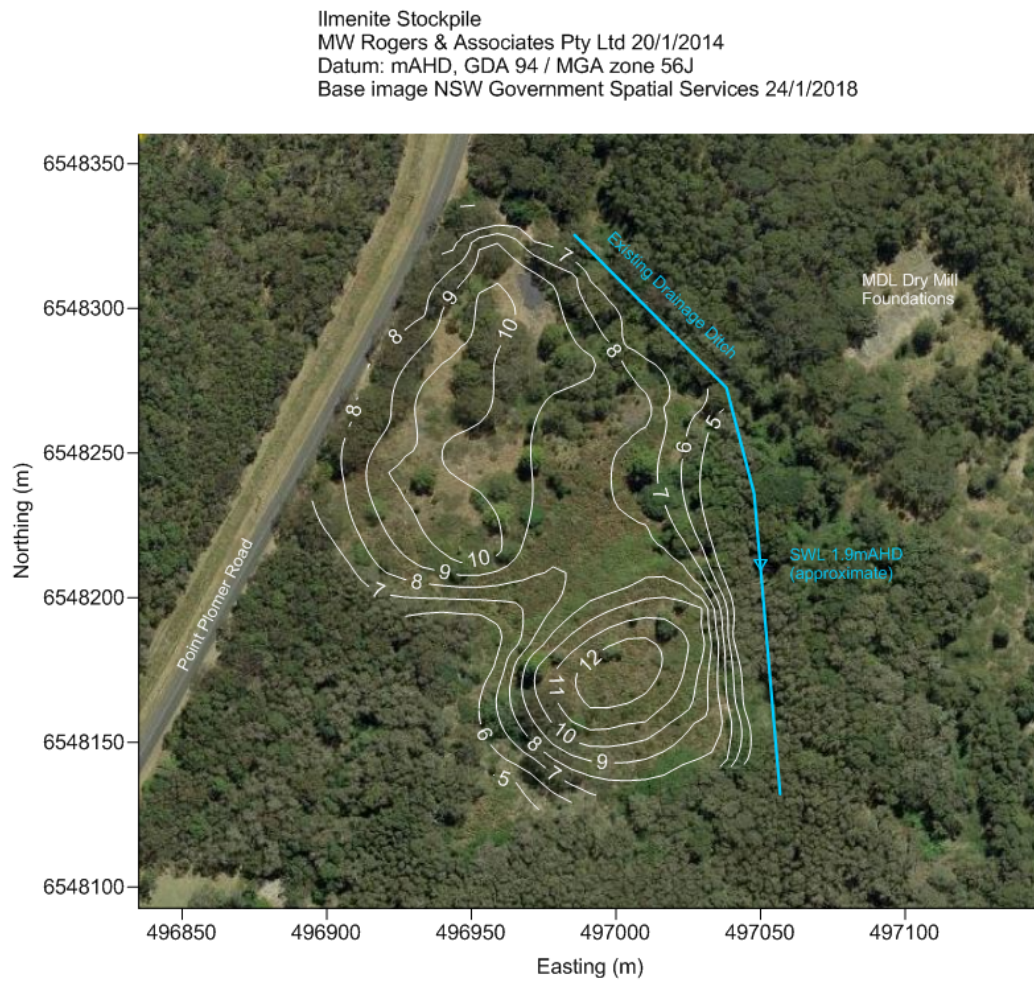 Ilmenite Stockpile
MW Rogers & Associates Pty Ltd 20/1/2014
Datum: mAHD, GDA 94 / MGA zone 56J
Base image NSW Government Spatial Services 24/1/2018
Northing (m)
6548350
6548300
6548250
6548200
6548150
6548100
Existing Drainage Ditch
MDL Dry Mill
Foundations
SWL 1.9mAHD
(approximate)
Point Plomer Road
7
9
8
10
8
8
5
6
7
10
9
8
7
12
11
10
9
8
7
6
5
496850
496900
496950
497000
497050
497100
Easting (m)